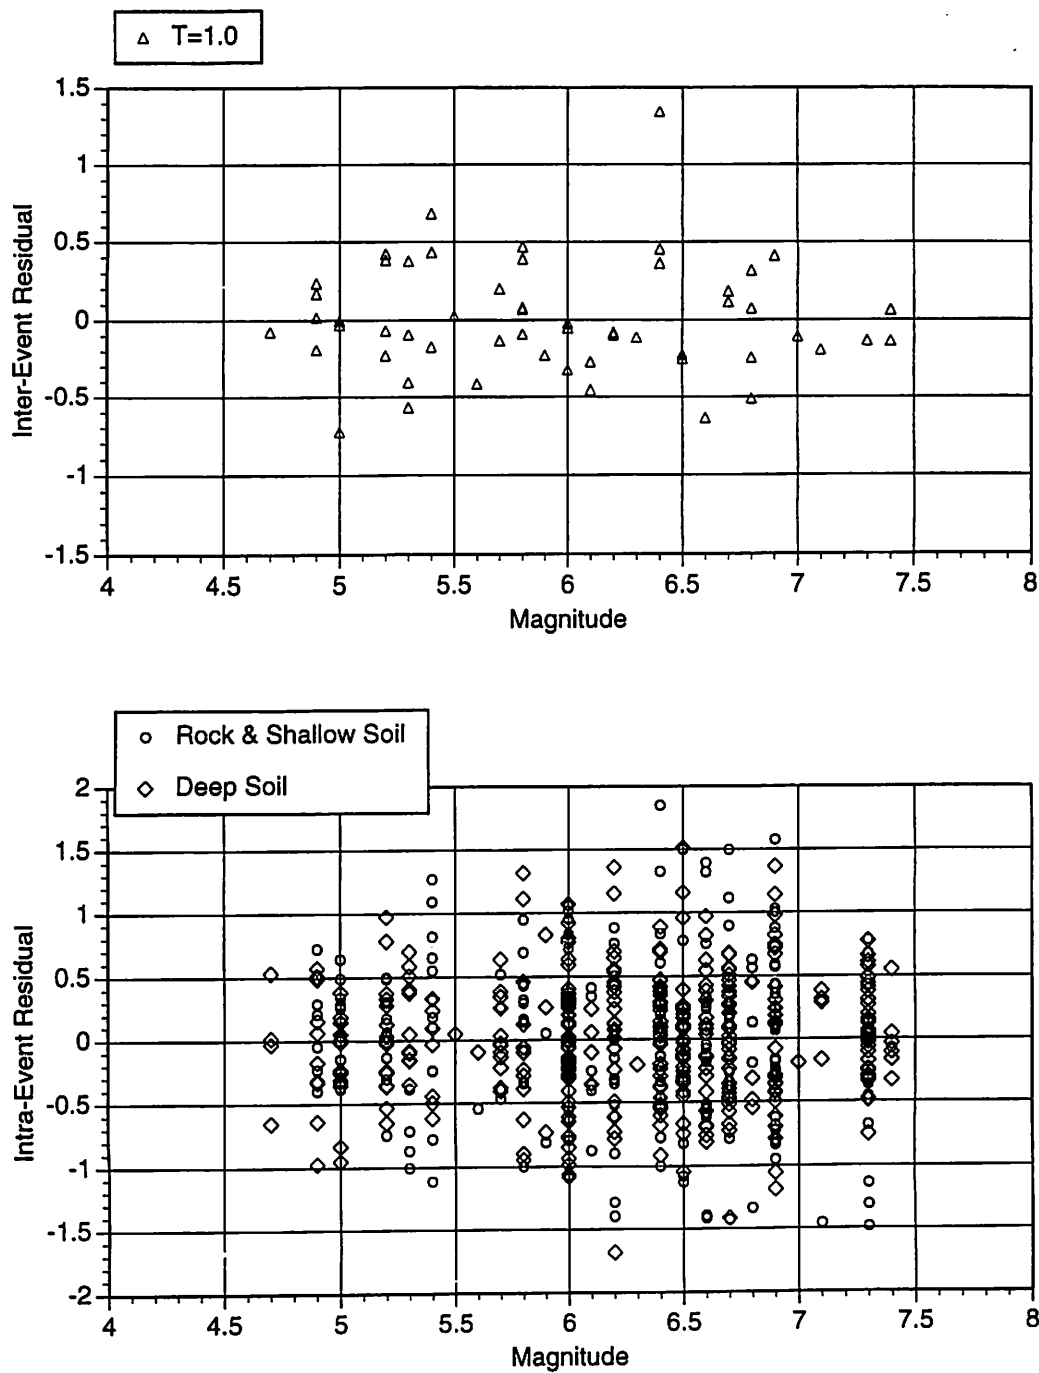 T=1.0
1.5
1
0.5
0
-0.5
-1
-1.5
Inter-Event Residual
4 4.5 5 5.5 6 6.5 7 7.5 8
Magnitude
Rock & Shallow Soil
Deep Soil
2
1.5
1
0.5
0
-0.5
-1
-1.5
-2
Intra-Event Residual
4 4.5 5 5.5 6 6.5 7 7.5 8
Magnitude